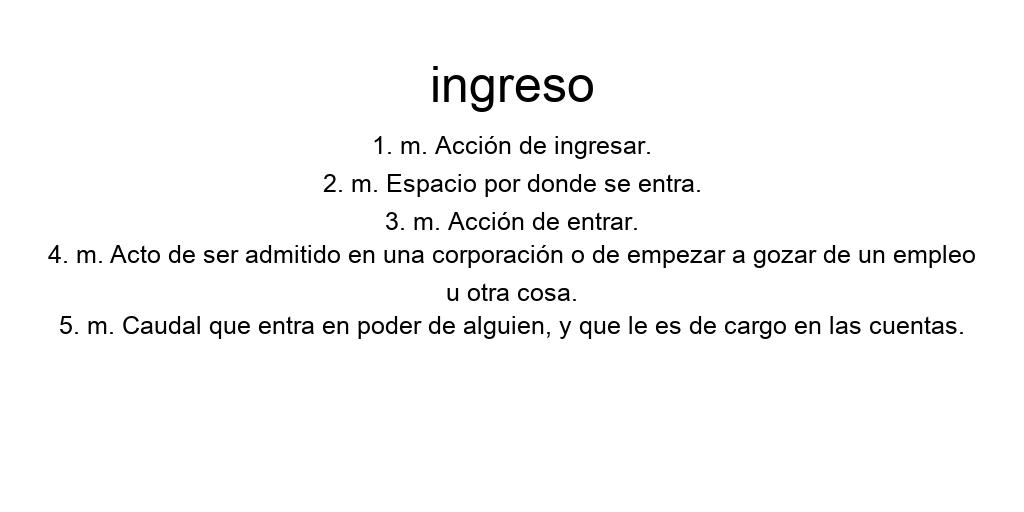 ingreso
1. m. Acción de ingresar.
2. m. Espacio por donde se entra.
3. m. Acción de entrar.
4. m. Acto de ser admitido en una corporación o de empezar a gozar de un empleo
u otra cosa.
5. m. Caudal que entra en poder de alguien, y que le es de cargo en las cuentas.